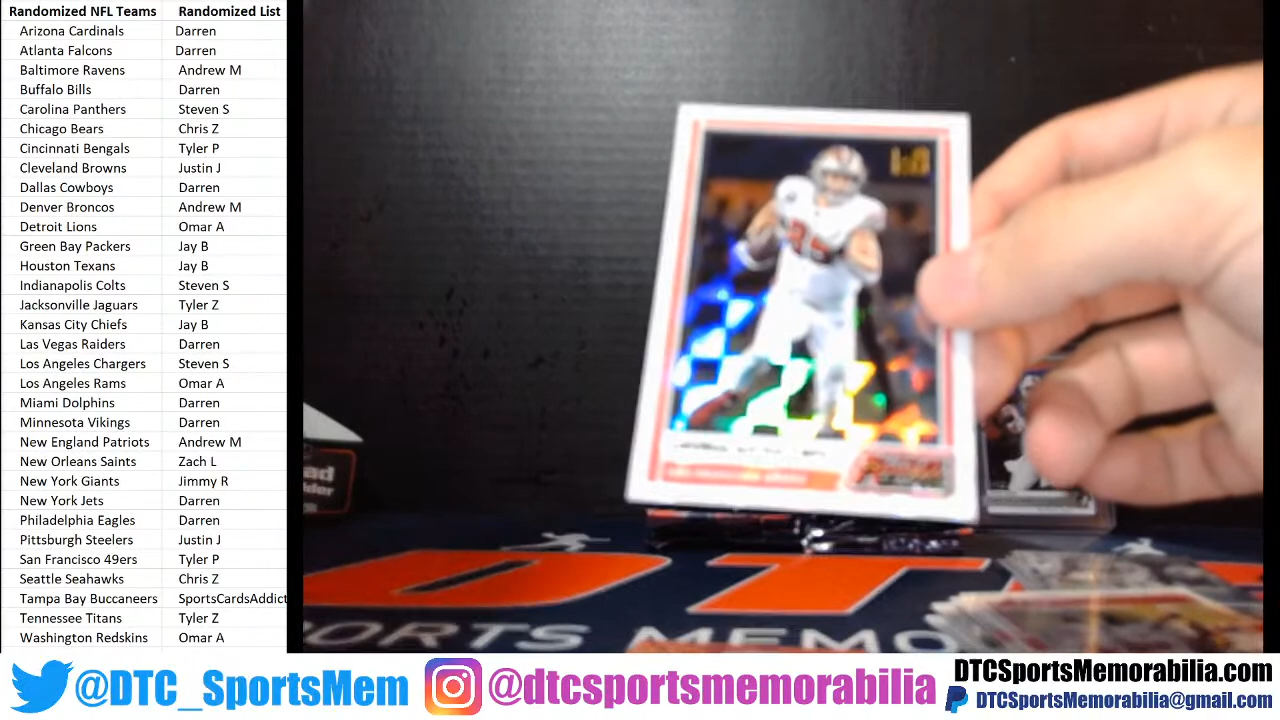 Randomized NFL Teams Randomized List
Arizona Cardinals Darren
Atlanta Falcons Darren
Baltimore Ravens Andrew M
Buffalo Bills Darren
Carolina Panthers Steven S
Chicago Bears Chris Z
Cincinnati Bengals Tyler P
Cleveland Browns Justin J
Dallas Cowboys Darren
Denver Broncos Andrew M
Detroit Lions Omar A
Green Bay Packers Jay B
Houston Texans Jay B
Indianapolis Colts Steven S
Jacksonville Jaguars Tyler Z
Kansas City Chiefs Jay B
Las Vegas Raiders Darren
Los Angeles Chargers Steven S
Los Angeles Rams Omar A
Miami Dolphins Darren
Minnesota Vikings Darren
New England Patriots Andrew M
New Orleans Saints Zach L
New York Giants Jimmy R
New York Jets Darren
Philadelphia Eagles Darren
Pittsburgh Steelers Justin J
San Francisco 49ers Tyler P
Seattle Seahawks Chris Z
Tampa Bay Buccaneers SportsCardsAddict
Tennessee Titans Tyler Z
Washington Redskins Omar A
85
DT
PORTS MEMO
@DTC_SportsMem
@dtcsportsmemorabilia
DTCSportsMemorabilia.com
DTCSportsMemorabilia@gmail.com